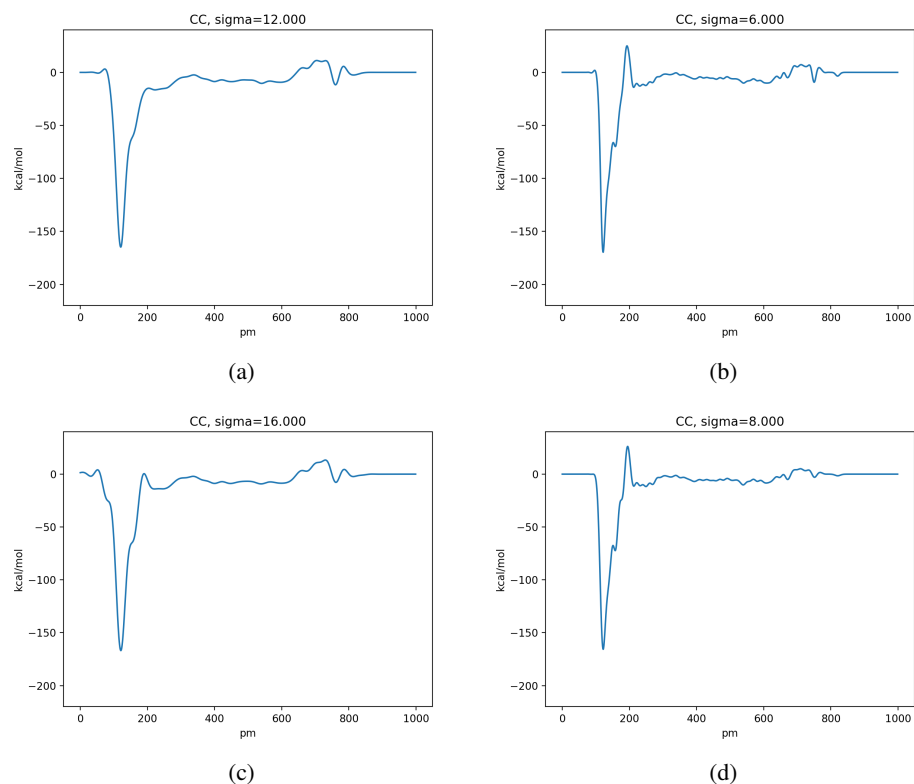 CC, sigma=12.000
0
−50
−100
−150
−200
kcal/mol
0 200 400 600 800 1000
pm
(a)
CC, sigma=6.000
0
−50
−100
−150
−200
kcal/mol
0 200 400 600 800 1000
pm
(b)
CC, sigma=16.000
0
−50
−100
−150
−200
kcal/mol
0 200 400 600 800 1000
pm
(c)
CC, sigma=8.000
0
−50
−100
−150
−200
kcal/mol
0 200 400 600 800 1000
pm
(d)